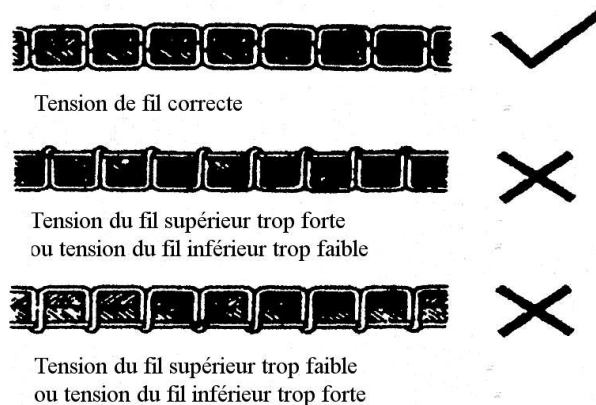 Tension de fil correcte
Tension du fil supérieur trop forte
ou tension du fil inférieur trop faible
Tension du fil supérieur trop faible
ou tension du fil inférieur trop forte